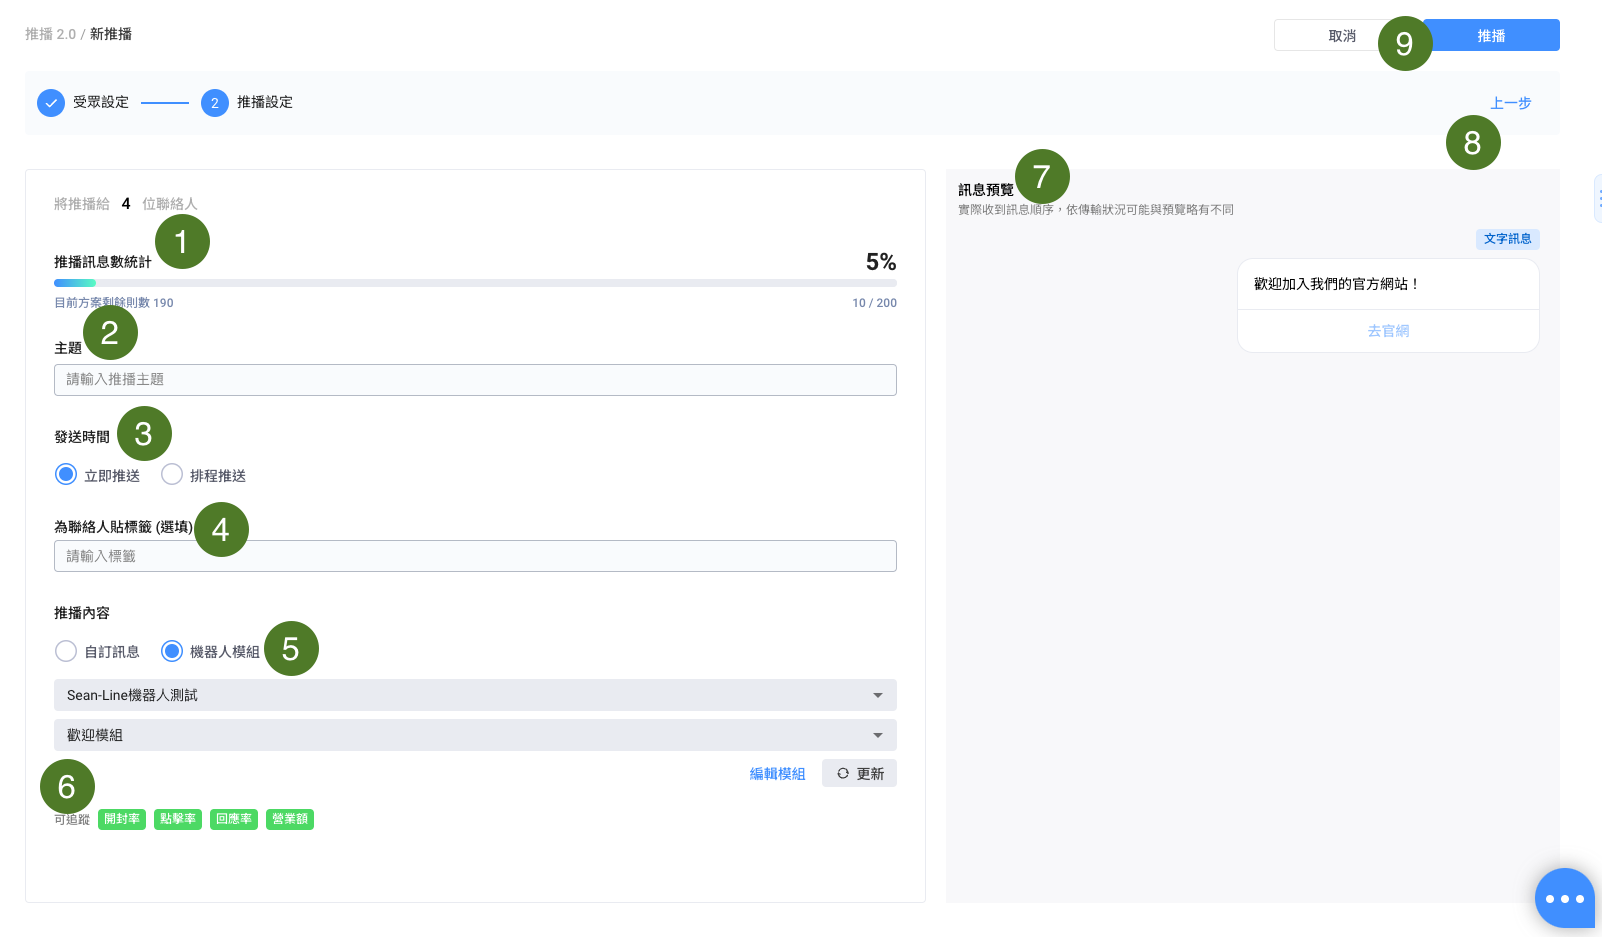 推播 2.0 / 新推播
取消
9
推播
受眾設定
2
推播設定
上一步
8
將推播給 4 位聯絡人
1
推播訊息數統計
5%
目前方案剩餘則數 190
10 / 200
2
主題
請輸入推播主題
發送時間
3
立即推送
排程推送
為聯絡人貼標籤 (選填)
4
請輸入標籤
推播內容
自訂訊息
機器人模組
5
Sean-Line機器人測試
歡迎模組
編輯模組
更新
6
可追蹤 開封率 點擊率 回應率 營業額
訊息預覽
7
實際收到訊息順序，依傳輸狀況可能與預覽略有不同
文字訊息
歡迎加入我們的官方網站！
去官網